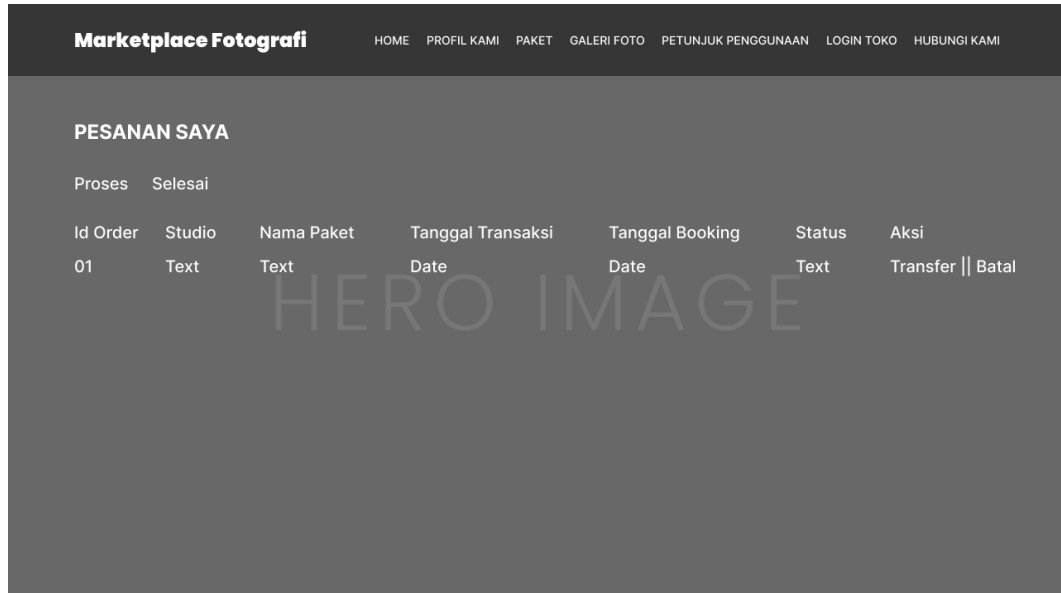 Marketplace Fotografi HOME PROFIL KAMI PAKET GALERI FOTO PETUNJUK PENGGUNAAN LOGIN TOKO HUBUNGI KAMI
PESANAN SAYA
Proses Selesai
Id Order Studio Nama Paket Tanggal Transaksi Tanggal Booking Status Aksi
01 Text Text Date Date Text Transfer || Batal
HERO IMAGE